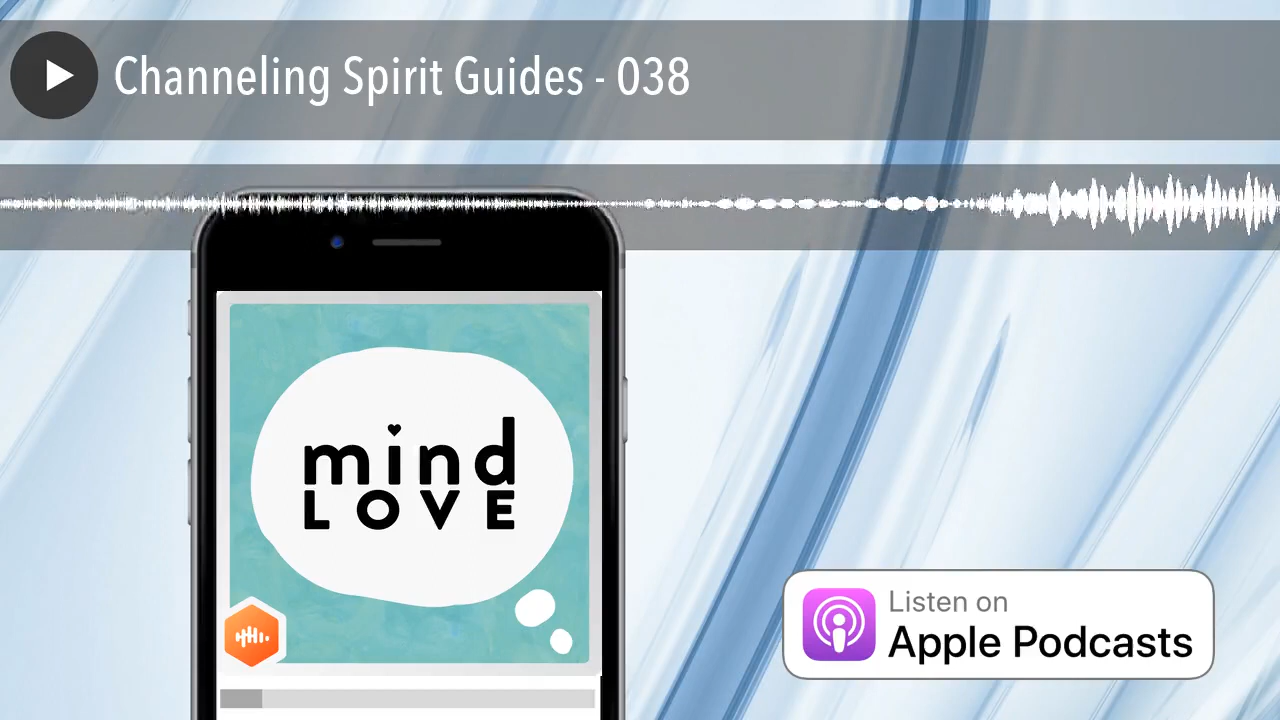 Channeling Spirit Guides - 038
mind
LOVE
Listen on
Apple Podcasts